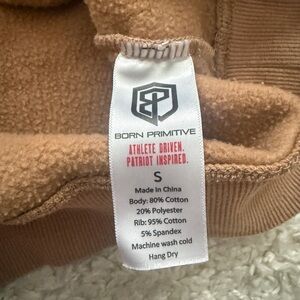 BORN PRIMITIVE
ATHLETE DRIVEN.
PATRIOT INSPIRED.
S
Made in China
Body: 80% Cotton
20% Polyester
Rib: 95% Cotton
5% Spandex
Machine wash cold
Hang Dry